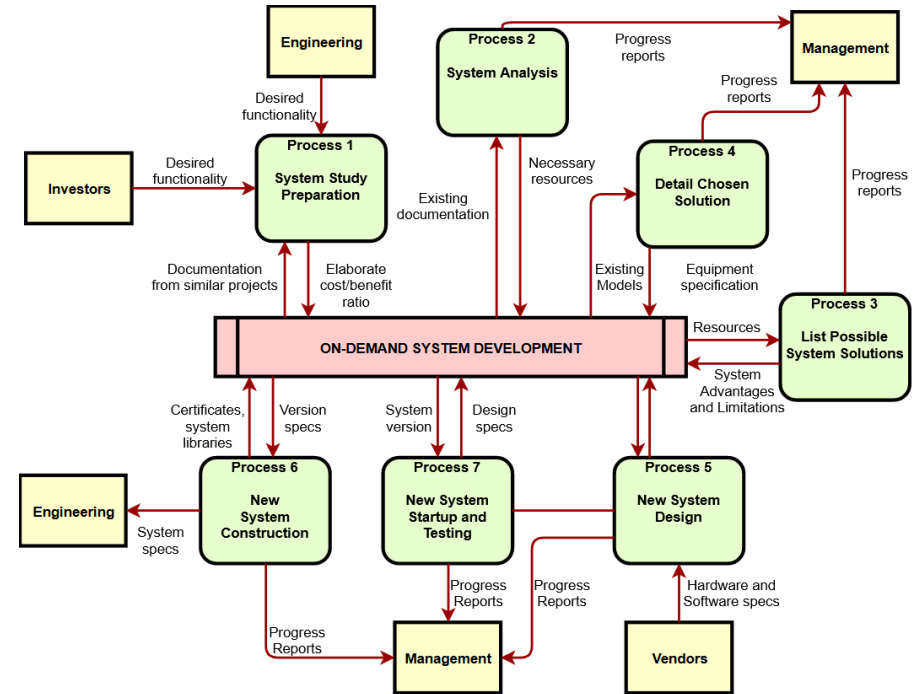 Engineering
Desired
functionality
Investors
Desired
functionality
Process 1
System Study
Preparation
Documentation
from similar projects
Elaborate
cost/benefit
ratio
Process 2
System Analysis
Progress
reports
Management
Existing
documentation
Necessary
resources
Process 4
Detail Chosen
Solution
Progress
reports
Existing
Models
Equipment
specification
Progress
reports
Process 3
List Possible
System Solutions
Resources
System
Advantages
and Limitations
ON-DEMAND SYSTEM DEVELOPMENT
Certificates,
system
libraries
Version
specs
System
version
Design
specs
Process 6
New
System
Construction
Process 7
New System
Startup and
Testing
Process 5
New System
Design
Engineering
System
specs
Progress
Reports
Progress
Reports
Progress
Reports
Hardware and
Software specs
Management
Vendors